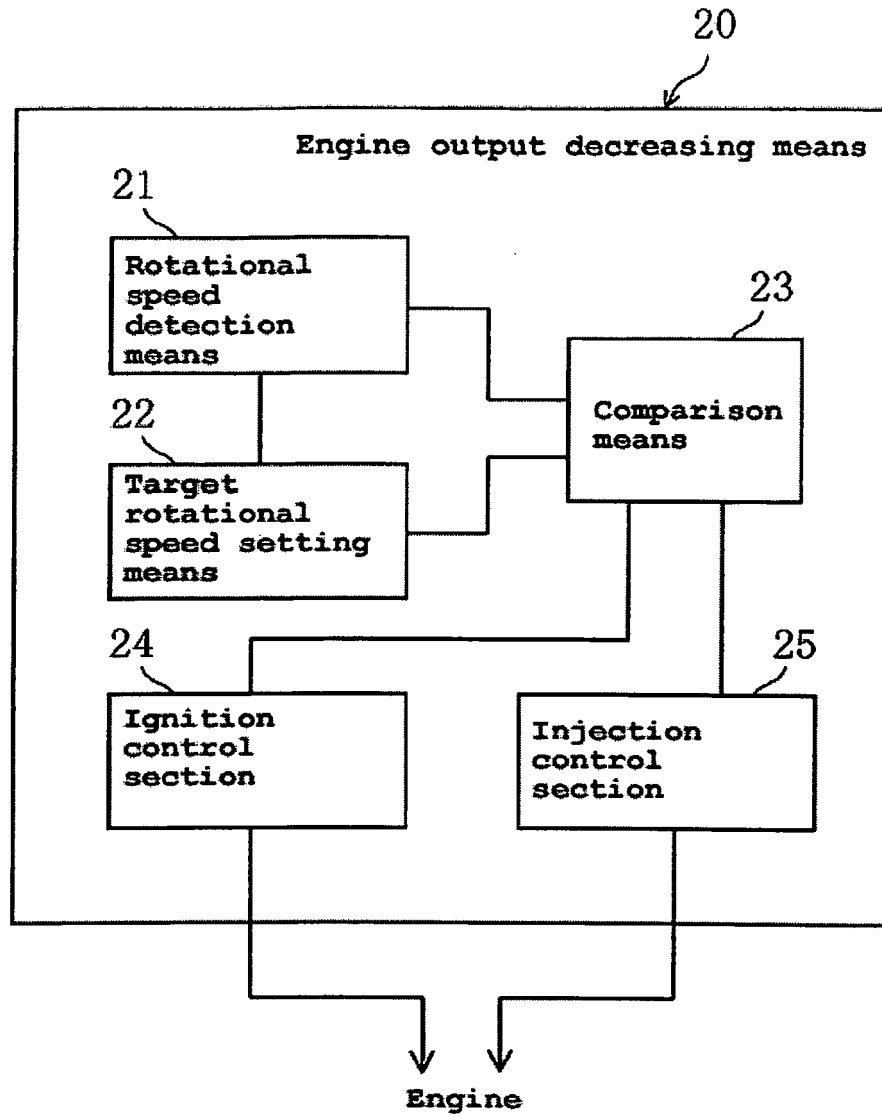 20
Engine output decreasing means
21
Rotational
speed
detection
means
23
Comparison
means
22
Target
rotational
speed setting
means
24
Ignition
control
section
25
Injection
control
section
Engine